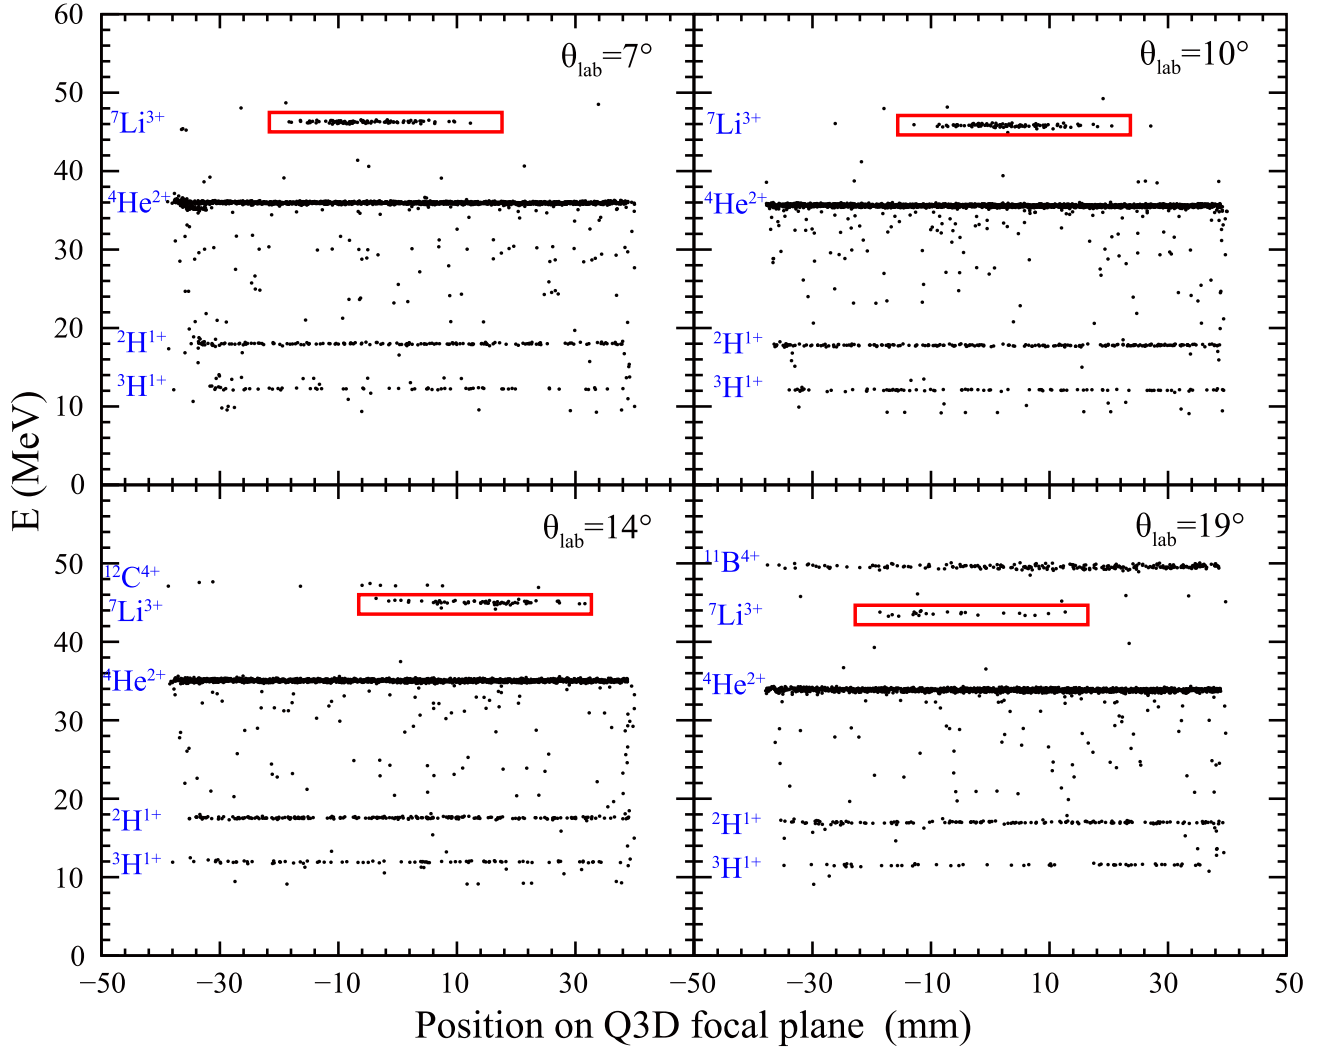 E (MeV)
60
50
40
30
20
10
0
θlab=7°
⁷Li³⁺
⁴He²⁺
²H¹⁺
³H¹⁺
θlab=10°
⁷Li³⁺
⁴He²⁺
²H¹⁺
³H¹⁺
50
40
30
20
10
0
θlab=14°
¹²C⁴⁺
⁷Li³⁺
⁴He²⁺
²H¹⁺
³H¹⁺
θlab=19°
¹¹B⁴⁺
⁷Li³⁺
⁴He²⁺
²H¹⁺
³H¹⁺
−50 −30 −10 10 30 −50 −30 −10 10 30 50
Position on Q3D focal plane (mm)